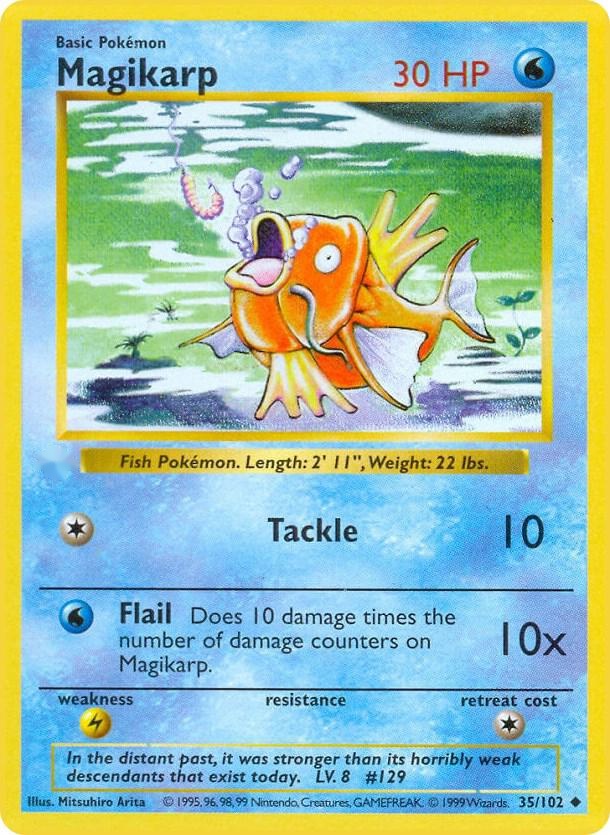 Basic Pokémon
Magikarp 30 HP
Fish Pokémon. Length: 2' 11", Weight: 22 lbs.
Tackle 10
Flail Does 10 damage times the
number of damage counters on
Magikarp.
10x
weakness resistance retreat cost
In the distant past, it was stronger than its horribly weak
descendants that exist today. LV. 8 #129
Illus. Mitsuhiro Arita © 1995, 96, 98, 99 Nintendo, Creatures, GAMEFREAK. © 1999 Wizards. 35/102